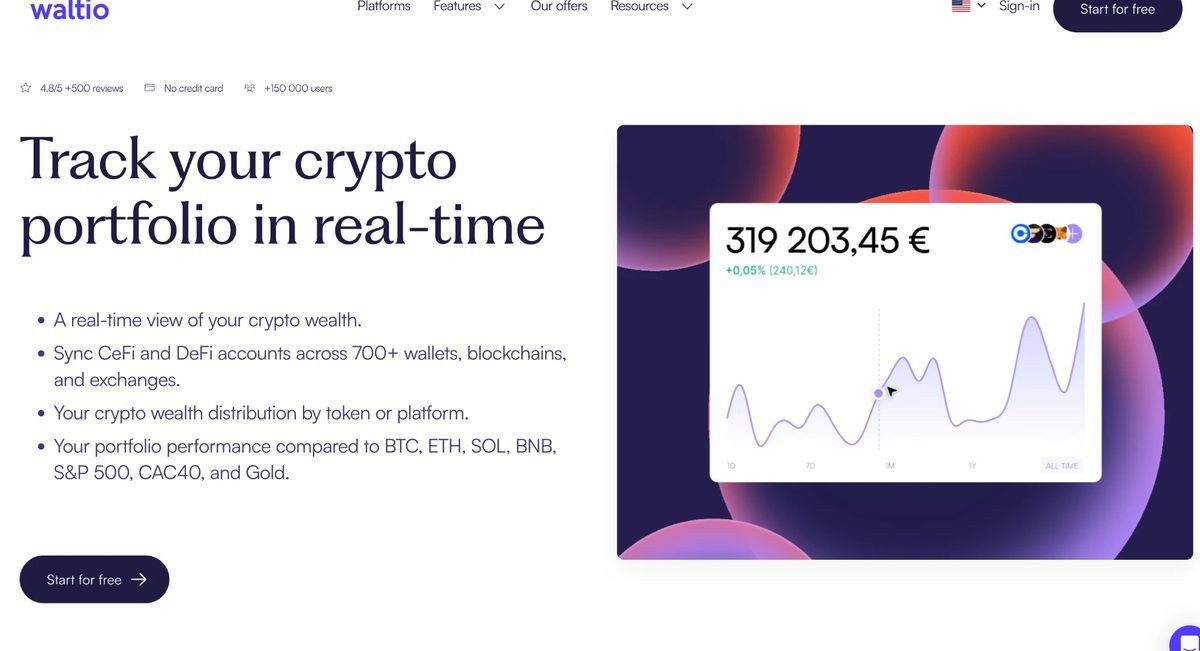 waltio
Platforms Features Our offers Resources Sign-in Start for free
4.8/5 +500 reviews No credit card +150 000 users
Track your crypto
portfolio in real-time
• A real-time view of your crypto wealth.
• Sync CeFi and DeFi accounts across 700+ wallets, blockchains,
and exchanges.
• Your crypto wealth distribution by token or platform.
• Your portfolio performance compared to BTC, ETH, SOL, BNB,
S&P 500, CAC40, and Gold.
Start for free
319 203,45 €
+0,05% (240,12€)
1D 7D 1M 1Y ALL TIME